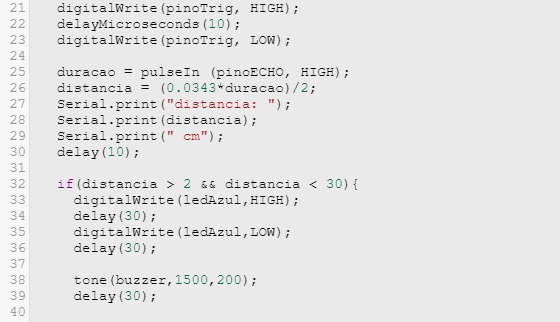 21 digitalWrite(pinoTrig, HIGH);
22 delayMicroseconds(10);
23 digitalWrite(pinoTrig, LOW);
24
25 duracao = pulseIn (pinoECHO, HIGH);
26 distancia = (0.0343*duracao)/2;
27 Serial.print("distancia: ");
28 Serial.print(distancia);
29 Serial.print(" cm");
30 delay(10);
31
32 if(distancia > 2 && distancia < 30){
33 digitalWrite(ledAzul,HIGH);
34 delay(30);
35 digitalWrite(ledAzul,LOW);
36 delay(30);
37
38 tone(buzzer,1500,200);
39 delay(30);
40